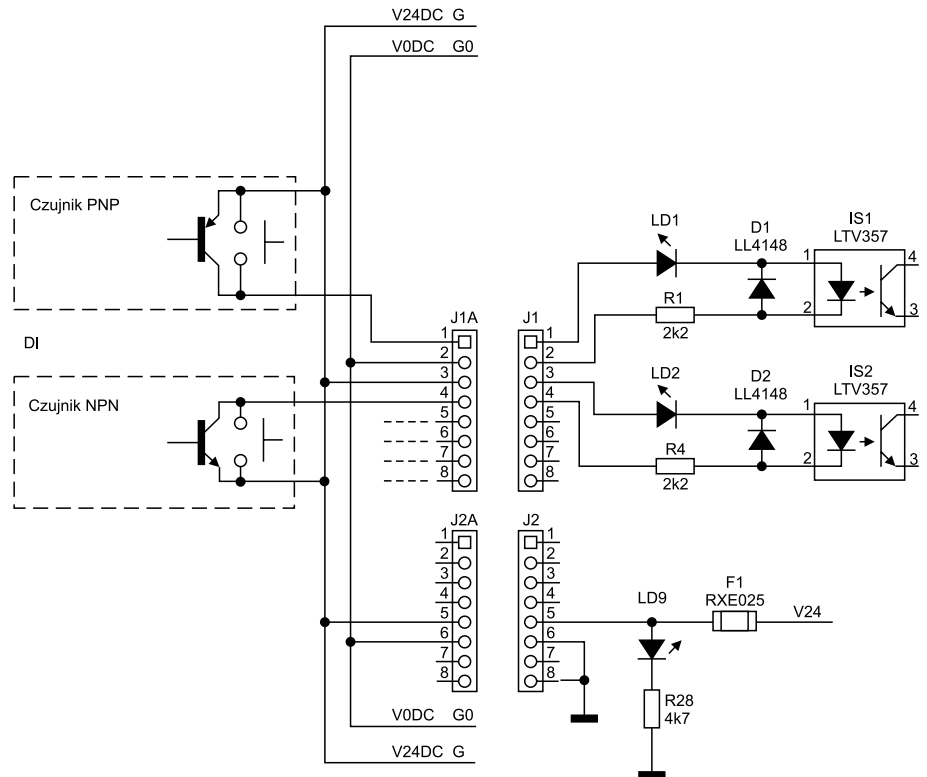 V24DC G
V0DC G0
Czujnik PNP
DI
Czujnik NPN
J1A
1
2
3
4
5
6
7
8
J1
1
2
3
4
5
6
7
8
LD1
D1
LL4148
IS1
LTV357
1
2
4
3
R1
2k2
LD2
D2
LL4148
IS2
LTV357
1
2
4
3
R4
2k2
J2A
1
2
3
4
5
6
7
8
J2
1
2
3
4
5
6
7
8
LD9
F1
RXE025
V24
R28
4k7
V0DC G0
V24DC G